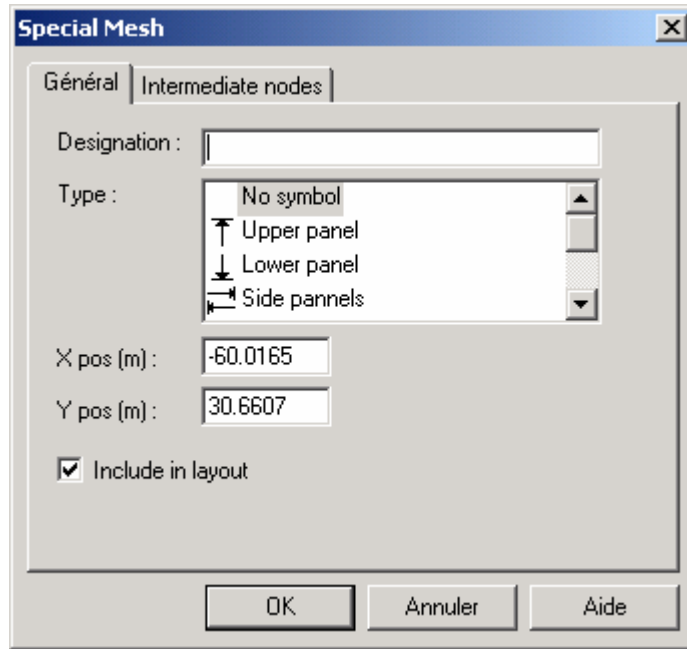 Special Mesh
Général
Intermediate nodes
Designation :
Type :
No symbol
Upper panel
Lower panel
Side pannels
X pos (m) :
-60.0165
Y pos (m) :
30.6607
Include in layout
OK
Annuler
Aide